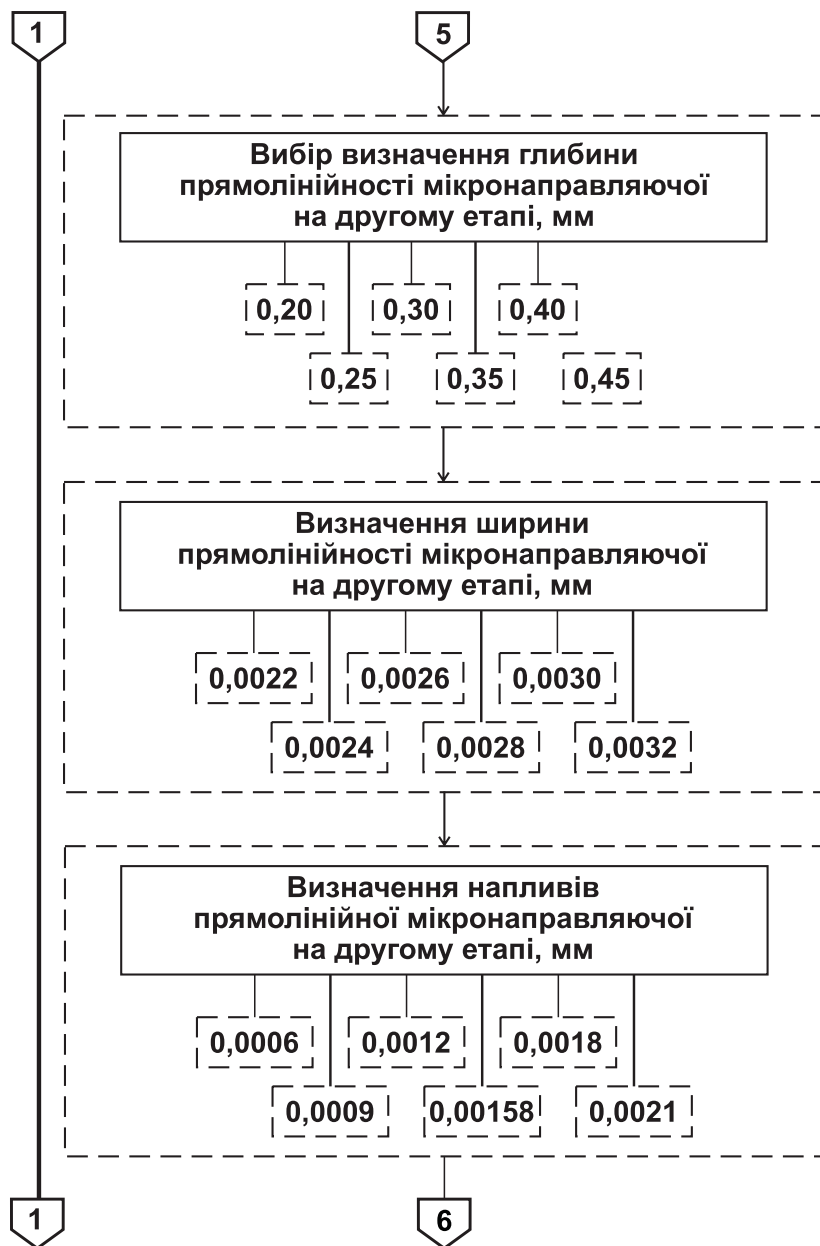 1
5
Вибір визначення глибини
прямолінійності мікронаправляючої
на другому етапі, мм
0,20 0,30 0,40
0,25 0,35 0,45
Визначення ширини
прямолінійності мікронаправляючої
на другому етапі, мм
0,0022 0,0026 0,0030
0,0024 0,0028 0,0032
Визначення напливів
прямолінійної мікронаправляючої
на другому етапі, мм
0,0006 0,0012 0,0018
0,0009 0,00158 0,0021
1
6